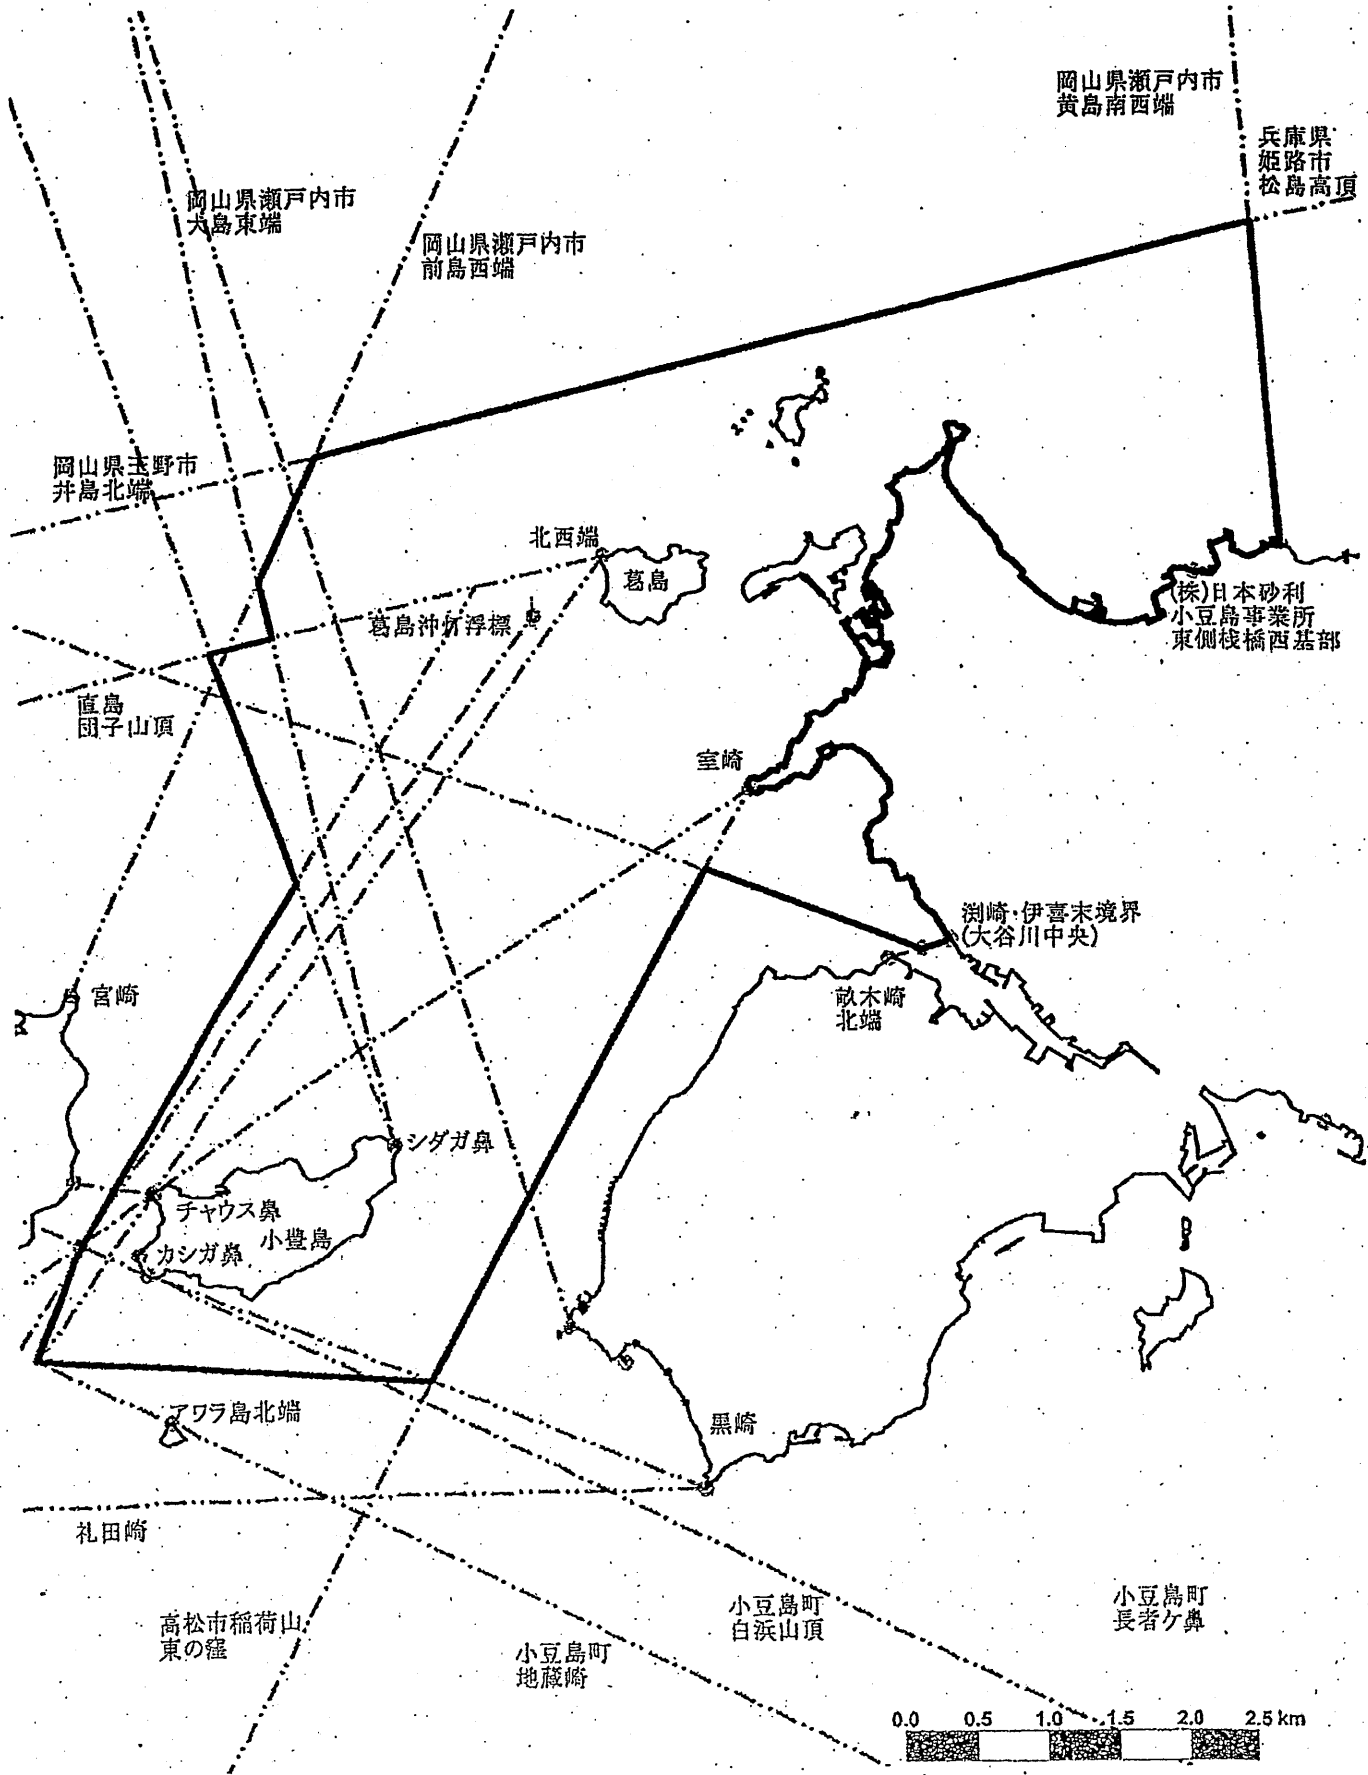 岡山県瀬戸内市
黄島南西端
兵庫県
姫路市
松島高頂
岡山県瀬戸内市
犬島東端
岡山県瀬戸内市
前島西端
岡山県玉野市
井島北端
北西端
葛島
葛島沖灯浮標
(株)日本砂利
小豆島事業所
東側桟橋西基部
直島
団子山頂
室崎
渕崎・伊喜末境界
(大谷川中央)
宮崎
畝木崎
北端
シダガ鼻
チャウス鼻
小豊島
カシガ鼻
アワラ島北端
黒崎
礼田崎
高松市稲荷山
東の窪
小豆島町
地蔵崎
小豆島町
白浜山頂
小豆島町
長者ケ鼻
0.0 0.5 1.0 1.5 2.0 2.5 km